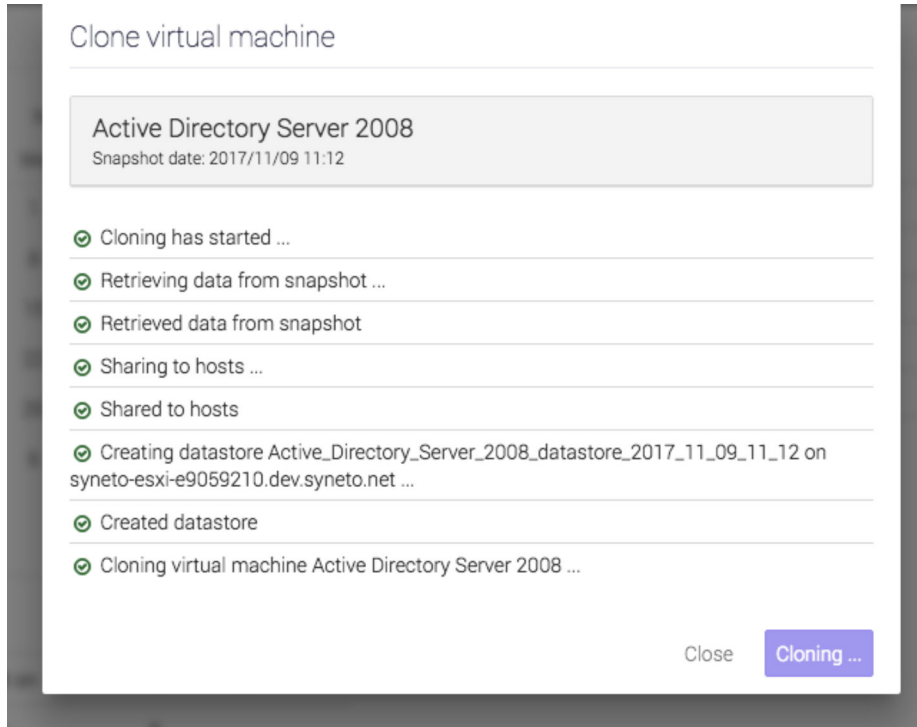 Clone virtual machine
Active Directory Server 2008
Snapshot date: 2017/11/09 11:12
Cloning has started ...
Retrieving data from snapshot ...
Retrieved data from snapshot
Sharing to hosts ...
Shared to hosts
Creating datastore Active_Directory_Server_2008_datastore_2017_11_09_11_12 on
syneto-esxi-e9059210.dev.syneto.net ...
Created datastore
Cloning virtual machine Active Directory Server 2008 ...
Close
Cloning ...